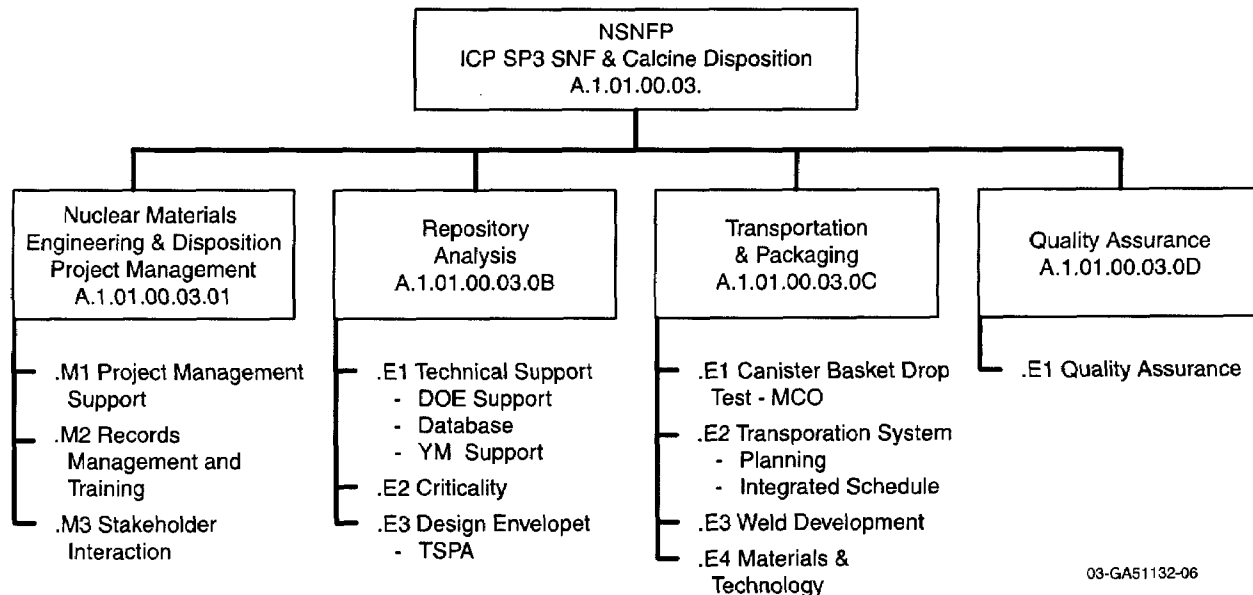 NSNFP
ICP SP3 SNF & Calcine Disposition
A.1.01.00.03.
Nuclear Materials
Engineering & Disposition
Project Management
A.1.01.00.03.01
.M1 Project Management
Support
.M2 Records
Management and
Training
.M3 Stakeholder
Interaction
Repository
Analysis
A.1.01.00.03.0B
.E1 Technical Support
- DOE Support
- Database
- YM Support
.E2 Criticality
.E3 Design Envelopet
- TSPA
Transportation
& Packaging
A.1.01.00.03.0C
.E1 Canister Basket Drop
Test - MCO
.E2 Transporation System
- Planning
- Integrated Schedule
.E3 Weld Development
.E4 Materials &
Technology
Quality Assurance
A.1.01.00.03.0D
.E1 Quality Assurance
03-GA51132-06